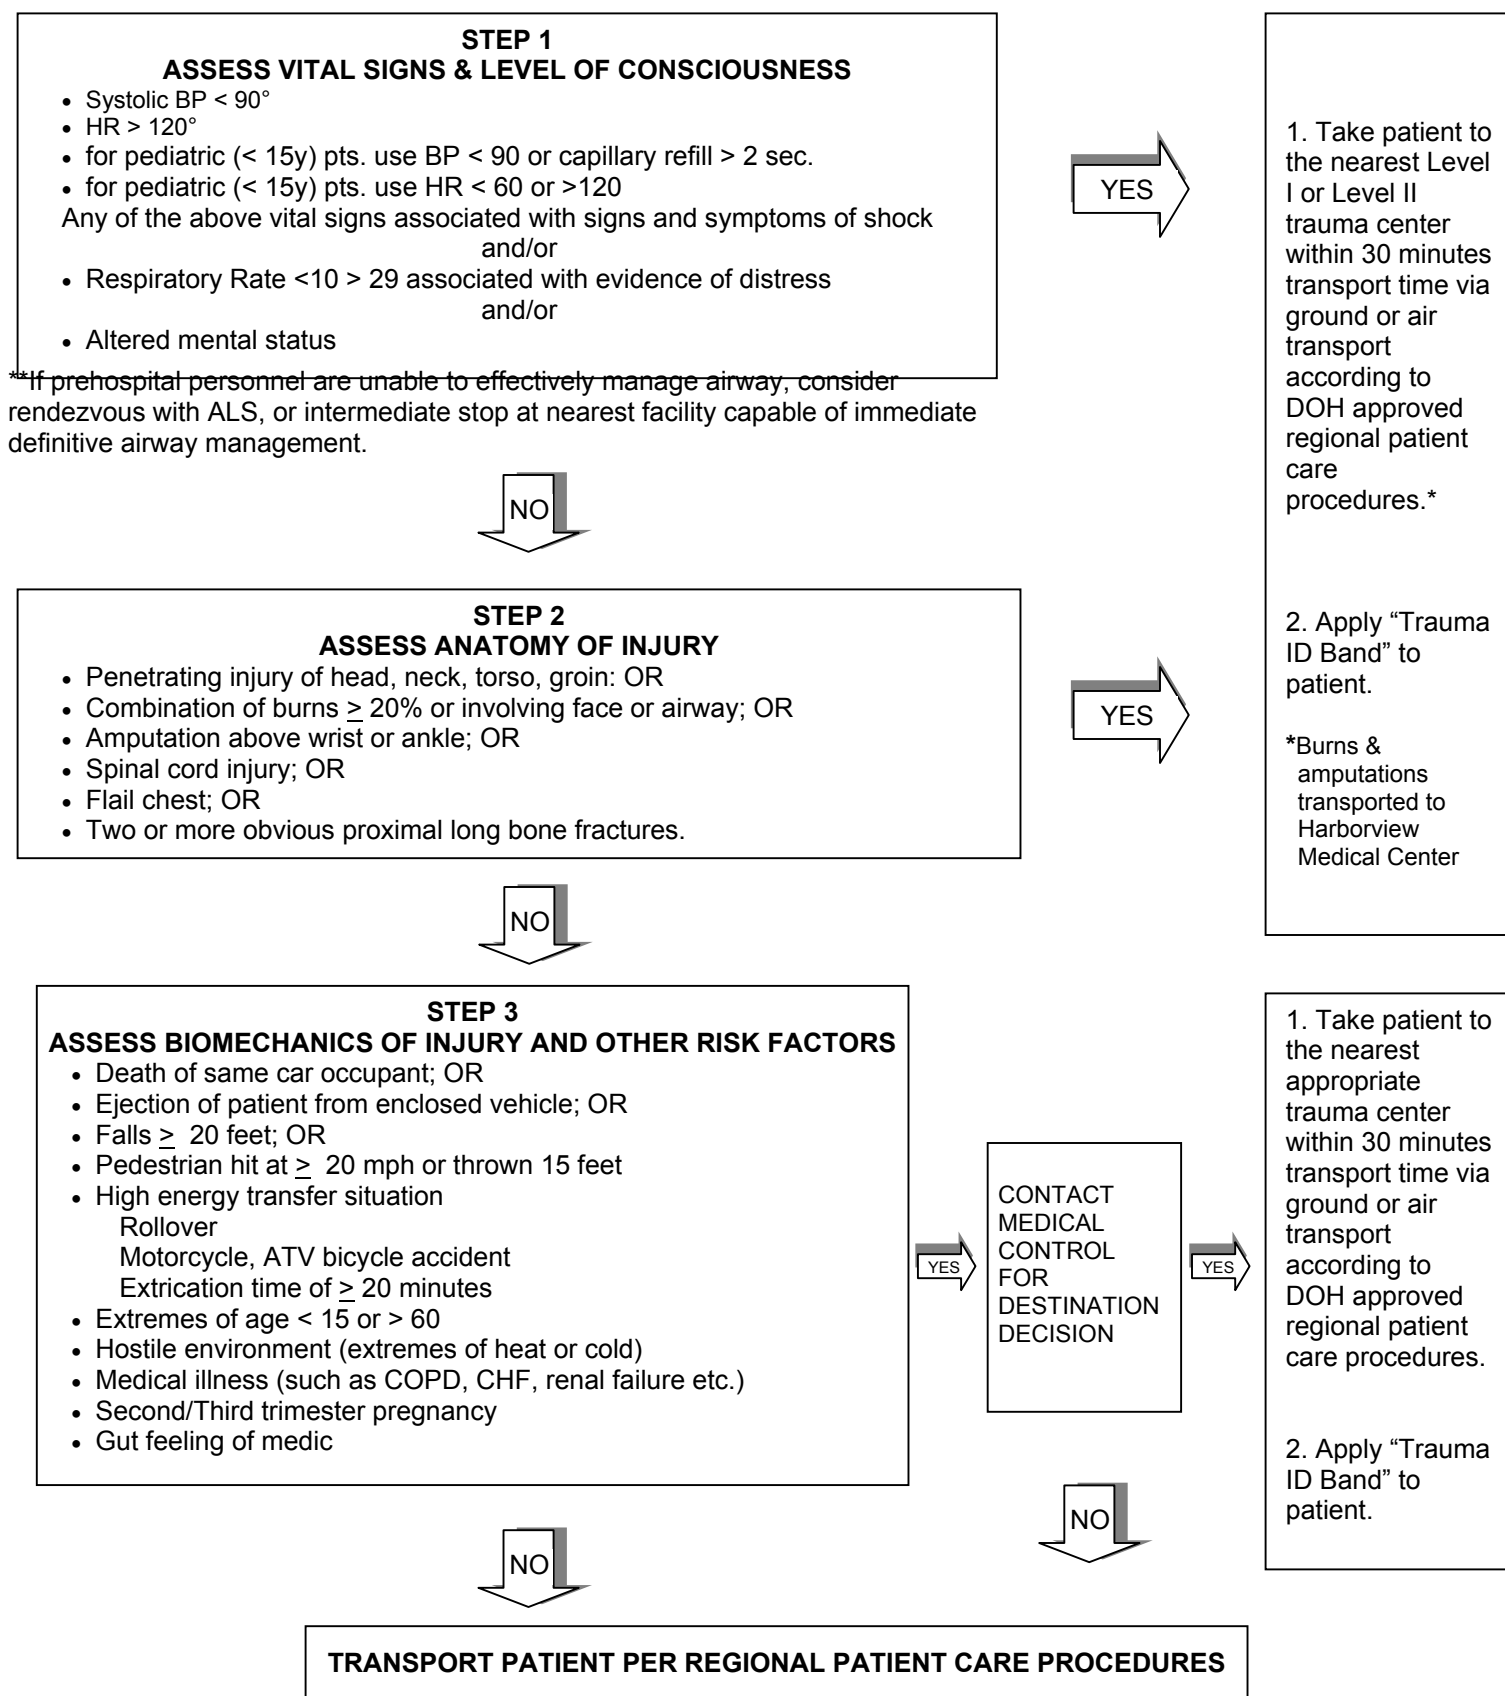 STEP 1
ASSESS VITAL SIGNS & LEVEL OF CONSCIOUSNESS
• Systolic BP < 90°
• HR > 120°
• for pediatric (< 15y) pts. use BP < 90 or capillary refill > 2 sec.
• for pediatric (< 15y) pts. use HR < 60 or >120
Any of the above vital signs associated with signs and symptoms of shock
and/or
• Respiratory Rate <10 > 29 associated with evidence of distress
and/or
• Altered mental status
**If prehospital personnel are unable to effectively manage airway, consider
rendezvous with ALS, or intermediate stop at nearest facility capable of immediate
definitive airway management.
YES
1. Take patient to
the nearest Level
I or Level II
trauma center
within 30 minutes
transport time via
ground or air
transport
according to
DOH approved
regional patient
care
procedures.*
NO
STEP 2
ASSESS ANATOMY OF INJURY
• Penetrating injury of head, neck, torso, groin: OR
• Combination of burns ≥ 20% or involving face or airway; OR
• Amputation above wrist or ankle; OR
• Spinal cord injury; OR
• Flail chest; OR
• Two or more obvious proximal long bone fractures.
YES
2. Apply “Trauma
ID Band” to
patient.
*Burns &
amputations
transported to
Harborview
Medical Center
NO
STEP 3
ASSESS BIOMECHANICS OF INJURY AND OTHER RISK FACTORS
• Death of same car occupant; OR
• Ejection of patient from enclosed vehicle; OR
• Falls ≥ 20 feet; OR
• Pedestrian hit at ≥ 20 mph or thrown 15 feet
• High energy transfer situation
Rollover
Motorcycle, ATV bicycle accident
Extrication time of ≥ 20 minutes
• Extremes of age < 15 or > 60
• Hostile environment (extremes of heat or cold)
• Medical illness (such as COPD, CHF, renal failure etc.)
• Second/Third trimester pregnancy
• Gut feeling of medic
YES
CONTACT
MEDICAL
CONTROL
FOR
DESTINATION
DECISION
YES
1. Take patient to
the nearest
appropriate
trauma center
within 30 minutes
transport time via
ground or air
transport
according to
DOH approved
regional patient
care procedures.
2. Apply “Trauma
ID Band” to
patient.
NO
NO
TRANSPORT PATIENT PER REGIONAL PATIENT CARE PROCEDURES